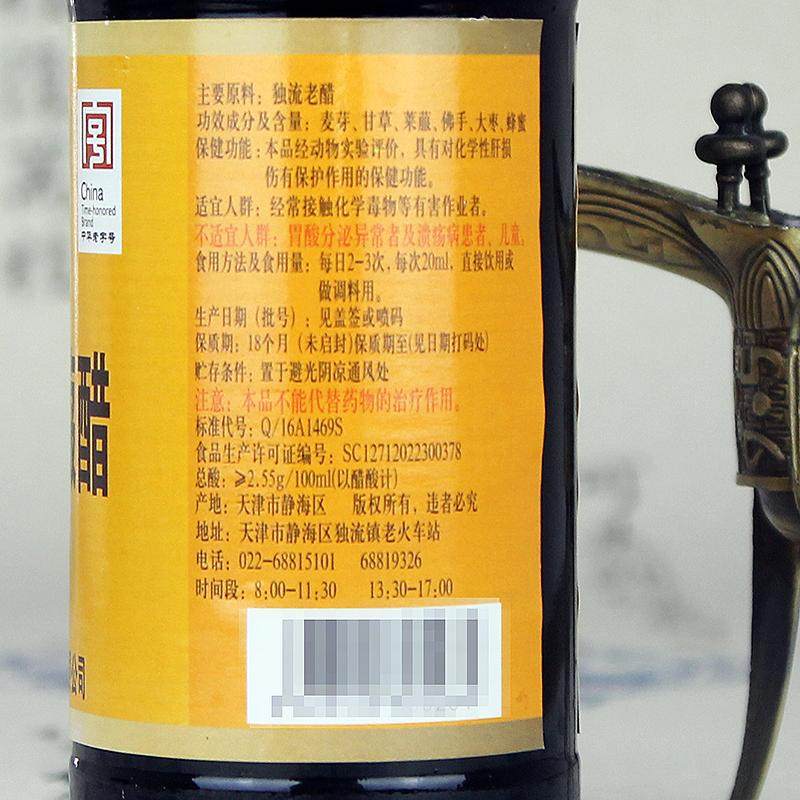 China
Time-honored
Brand
中华老字号
醋
公司
主要原料：独流老醋
功效成分及含量：麦芽、甘草、莱菔、佛手、大枣、蜂蜜
保健功能：本品经动物实验评价，具有对化学性肝损
伤有保护作用的保健功能。
适宜人群：经常接触化学毒物等有害作业者。
不适宜人群：胃酸分泌异常者及溃疡病患者、儿童。
食用方法及食用量：每日2-3次，每次20ml，直接饮用或
做调料用。
生产日期（批号）：见盖签或喷码
保质期：18个月（未启封)保质期至(见日期打码处)
贮存条件：置于避光阴凉通风处
注意：本品不能代替药物的治疗作用。
标准代号：Q/16A1469S
食品生产许可证编号：SC12712022300378
总酸：≥2.55g/100ml(以醋酸计)
产地：天津市静海区 版权所有，违者必究
地址：天津市静海区独流镇老火车站
电话：022-68815101 68819326
时间段：8:00-11:30 13:30-17:00